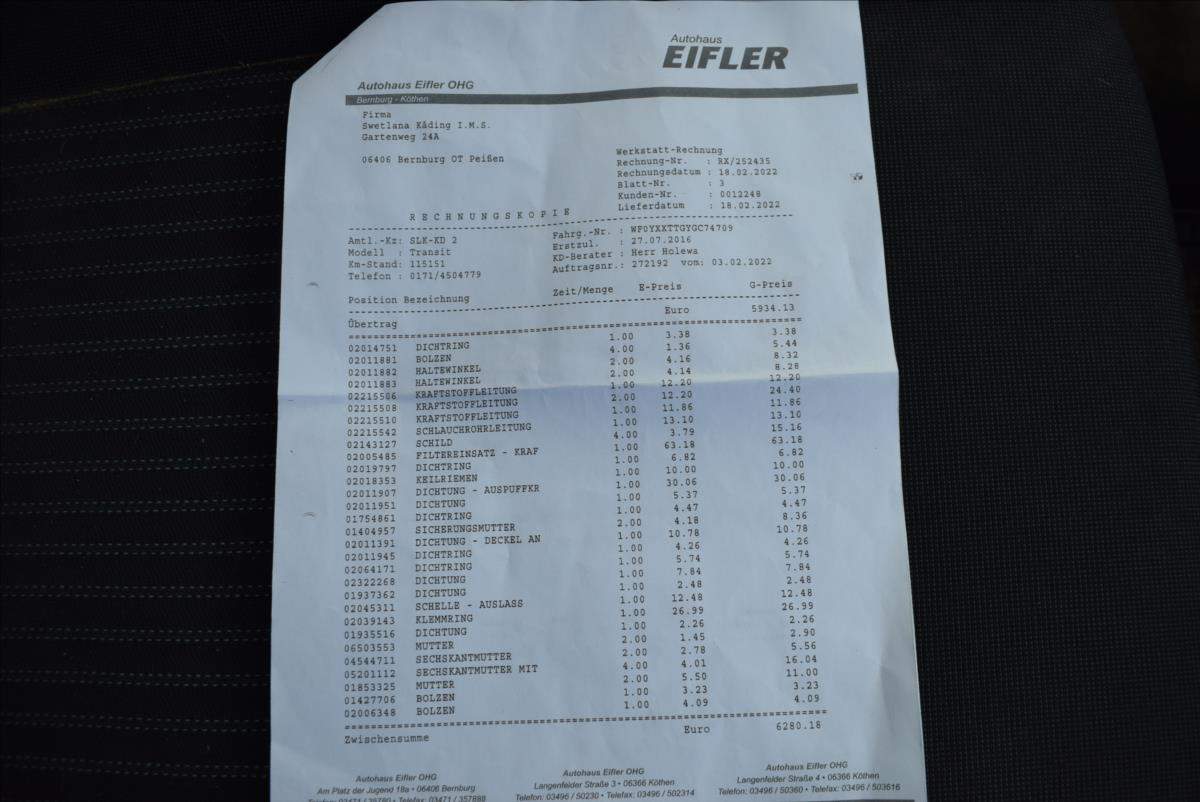 Autohaus
EIFLER
Autohaus Eifler OHG
Bernburg - Köthen
Firma
Swetlana Käding I.M.S.
Gartenweg 24A
06406 Bernburg OT Peißen
Werkstatt-Rechnung
Rechnung-Nr. : RX/252435
Rechnungsdatum : 18.02.2022
Blatt-Nr. : 3
Kunden-Nr. : 0012248
Lieferdatum : 18.02.2022
R E C H N U N G S K O P I E
Amtl.-Kz: SLK-KD 2 Fahrg.-Nr. : WF0YXXTTGYGC74709
Modell : Transit Erstzul. : 27.07.2016
Km-Stand: 115151 KD-Berater : Herr Holewa
Telefon : 0171/4504779 Auftragsnr.: 272192 vom: 03.02.2022
Position Bezeichnung Zeit/Menge E-Preis G-Preis
Übertrag Euro 5934.13
02014751 DICHTRING 1.00 3.38 3.38
02011881 BOLZEN 4.00 1.36 5.44
02011882 HALTEWINKEL 2.00 4.16 8.32
02011883 HALTEWINKEL 2.00 4.14 8.28
02215506 KRAFTSTOFFLEITUNG 1.00 12.20 12.20
02215508 KRAFTSTOFFLEITUNG 2.00 12.20 24.40
02215510 KRAFTSTOFFLEITUNG 1.00 11.86 11.86
02215542 SCHLAUCHROHRLEITUNG 1.00 13.10 13.10
02143127 SCHILD 4.00 3.79 15.16
02005485 FILTEREINSATZ - KRAF 1.00 63.18 63.18
02019797 DICHTRING 1.00 6.82 6.82
02018353 KEILRIEMEN 1.00 10.00 10.00
02011907 DICHTUNG - AUSPUFFKR 1.00 30.06 30.06
02011951 DICHTUNG 1.00 5.37 5.37
01754861 DICHTRING 1.00 4.47 4.47
01404957 SICHERUNGSMUTTER 2.00 4.18 8.36
02011391 DICHTUNG - DECKEL AN 1.00 10.78 10.78
02011945 DICHTRING 1.00 4.26 4.26
02064171 DICHTRING 1.00 5.74 5.74
02322268 DICHTUNG 1.00 7.84 7.84
01937362 DICHTUNG 1.00 2.48 2.48
02045311 SCHELLE - AUSLASS 1.00 12.48 12.48
02039143 KLEMMRING 1.00 26.99 26.99
01935516 DICHTUNG 1.00 2.26 2.26
06503553 MUTTER 2.00 1.45 2.90
04544711 SECHSKANTMUTTER 2.00 2.78 5.56
05201112 SECHSKANTMUTTER MIT 4.00 4.01 16.04
01853325 MUTTER 2.00 5.50 11.00
01427706 BOLZEN 1.00 3.23 3.23
02006348 BOLZEN 1.00 4.09 4.09
Zwischensumme Euro 6280.18
Autohaus Eifler OHG
Am Platz der Jugend 18a • 06406 Bernburg
Autohaus Eifler OHG
Langenfelder Straße 3 • 06366 Köthen
Telefon: 03496 / 50230 • Telefax: 03496 / 502314
Autohaus Eifler OHG
Langenfelder Straße 4 • 06366 Köthen
Telefon: 03496 / 50360 • Telefax: 03496 / 503616